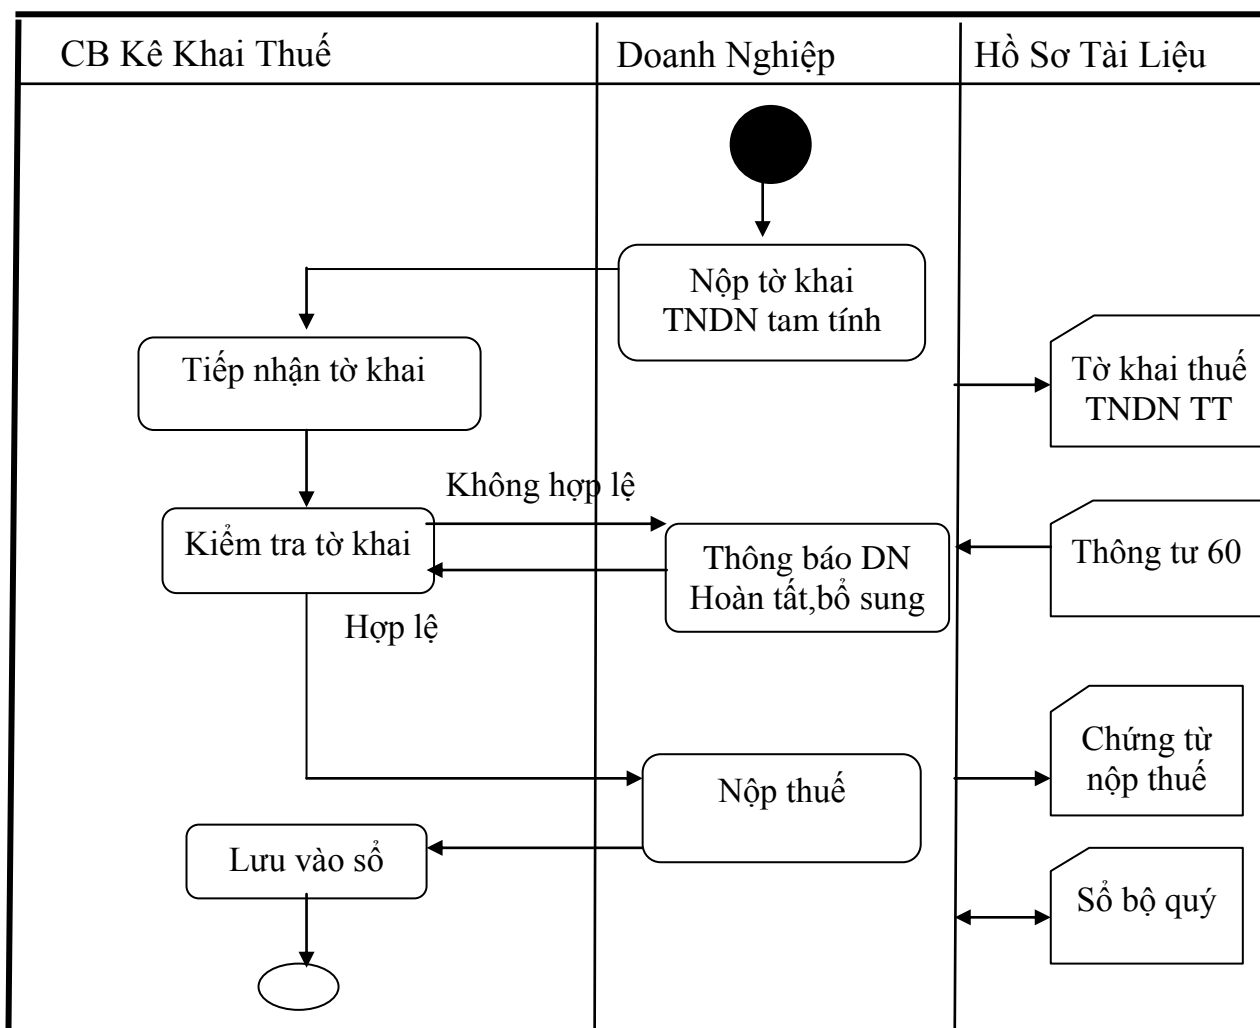 CB Kê Khai Thuế
Doanh Nghiệp
Hồ Sơ Tài Liệu
Nộp tờ khai
TNDN tam tính
Tiếp nhận tờ khai
Tờ khai thuế
TNDN TT
Không hợp lệ
Kiểm tra tờ khai
Thông báo DN
Hoàn tất,bổ sung
Thông tư 60
Hợp lệ
Chứng từ
nộp thuế
Nộp thuế
Lưu vào sổ
Sổ bộ quý